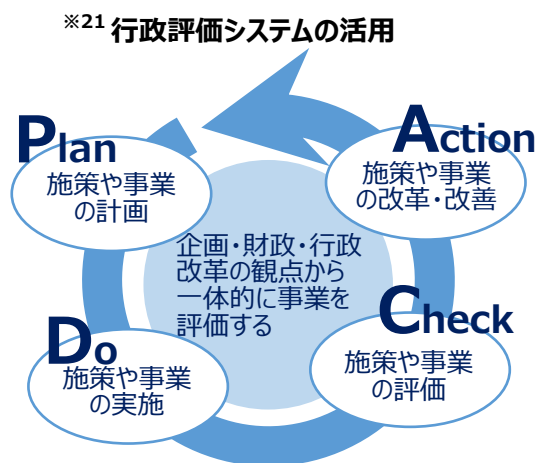 ※21 行政評価システムの活用
Plan
施策や事業
の計画
Do
施策や事業
の実施
Check
施策や事業
の評価
Action
施策や事業
の改革・改善
企画・財政・行政
改革の観点から
一体的に事業を
評価する